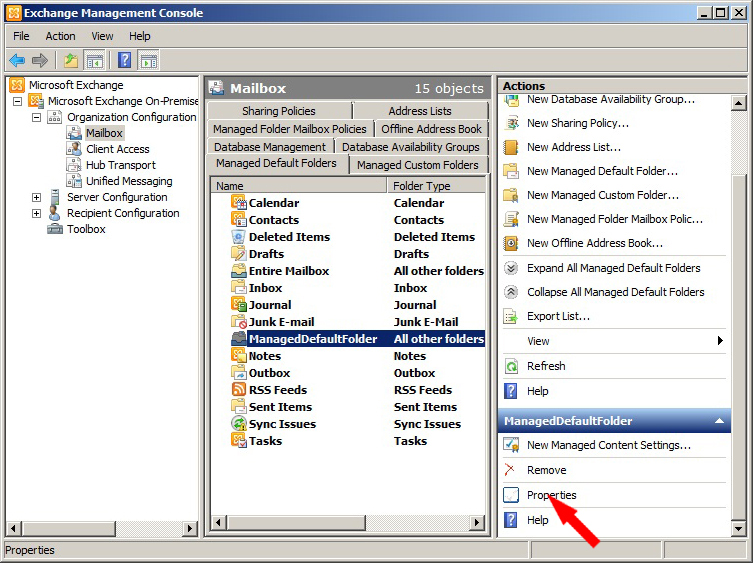 Exchange Management Console
File Action View Help
Microsoft Exchange
Microsoft Exchange On-Premise
Organization Configuration
Mailbox
Client Access
Hub Transport
Unified Messaging
Server Configuration
Recipient Configuration
Toolbox
Mailbox 15 objects
Sharing Policies Address Lists
Managed Folder Mailbox Policies Offline Address Book
Database Management Database Availability Groups
Managed Default Folders Managed Custom Folders
Name Folder Type
Calendar Calendar
Contacts Contacts
Deleted Items Deleted Items
Drafts Drafts
Entire Mailbox All other folders
Inbox Inbox
Journal Journal
Junk E-mail Junk E-Mail
ManagedDefaultFolder All other folders
Notes Notes
Outbox Outbox
RSS Feeds RSS Feeds
Sent Items Sent Items
Sync Issues Sync Issues
Tasks Tasks
Actions
New Database Availability Group...
New Sharing Policy...
New Address List...
New Managed Default Folder...
New Managed Custom Folder...
New Managed Folder Mailbox Polic...
New Offline Address Book...
Expand All Managed Default Folders
Collapse All Managed Default Folders
Export List...
View
Refresh
Help
ManagedDefaultFolder
New Managed Content Settings...
Remove
Properties
Help
Properties